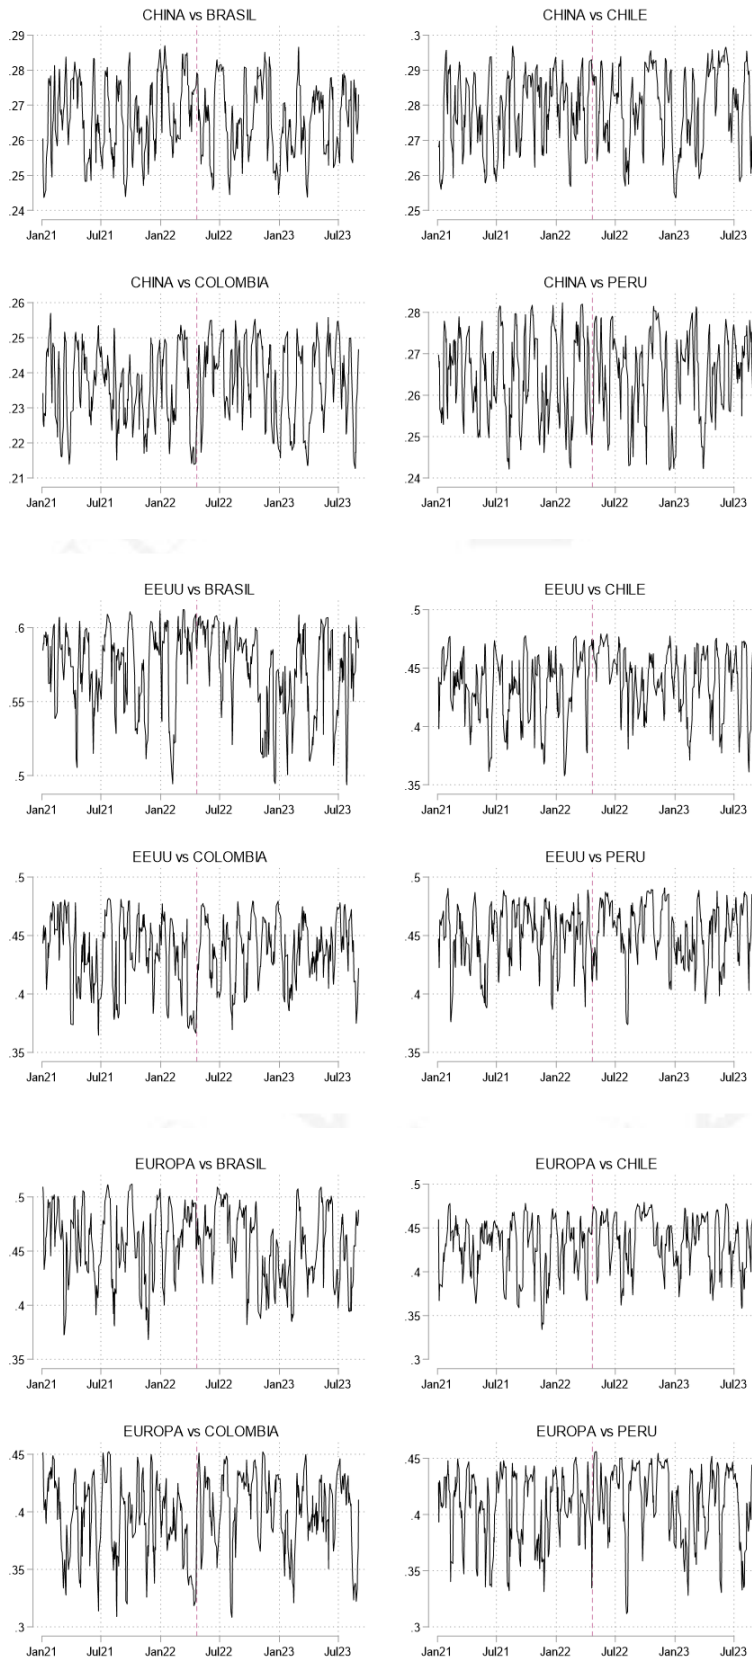 CHINA vs BRASIL
.29
.28
.27
.26
.25
.24
Jan21 Jul21 Jan22 Jul22 Jan23 Jul23
CHINA vs CHILE
.3
.29
.28
.27
.26
.25
Jan21 Jul21 Jan22 Jul22 Jan23 Jul23
CHINA vs COLOMBIA
.26
.25
.24
.23
.22
.21
Jan21 Jul21 Jan22 Jul22 Jan23 Jul23
CHINA vs PERU
.28
.27
.26
.25
.24
Jan21 Jul21 Jan22 Jul22 Jan23 Jul23
EEUU vs BRASIL
.6
.55
.5
Jan21 Jul21 Jan22 Jul22 Jan23 Jul23
EEUU vs CHILE
.5
.45
.4
.35
Jan21 Jul21 Jan22 Jul22 Jan23 Jul23
EEUU vs COLOMBIA
.5
.45
.4
.35
Jan21 Jul21 Jan22 Jul22 Jan23 Jul23
EEUU vs PERU
.5
.45
.4
.35
Jan21 Jul21 Jan22 Jul22 Jan23 Jul23
EUROPA vs BRASIL
.5
.45
.4
.35
Jan21 Jul21 Jan22 Jul22 Jan23 Jul23
EUROPA vs CHILE
.5
.45
.4
.35
.3
Jan21 Jul21 Jan22 Jul22 Jan23 Jul23
EUROPA vs COLOMBIA
.45
.4
.35
.3
Jan21 Jul21 Jan22 Jul22 Jan23 Jul23
EUROPA vs PERU
.45
.4
.35
.3
Jan21 Jul21 Jan22 Jul22 Jan23 Jul23